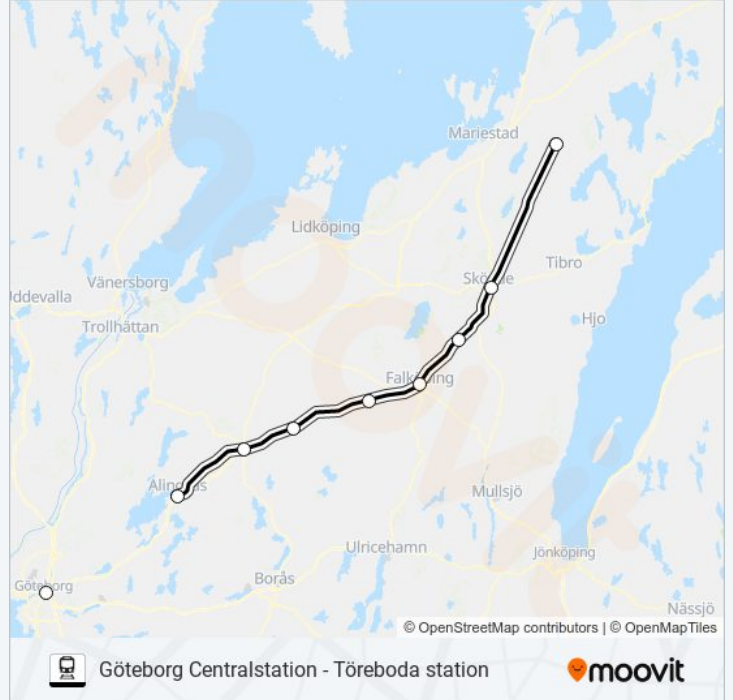 Mariestad
Lidköping
Tibro
Skövde
Vänersborg
Uddevalla
Hjo
Trollhättan
Falköping
Alingsås
Mullsjö
Ulricehamn
Jönköping
Borås
Göteborg
Nässjö
© OpenStreetMap contributors | © OpenMapTiles
Göteborg Centralstation - Töreboda station
moovit
moovit